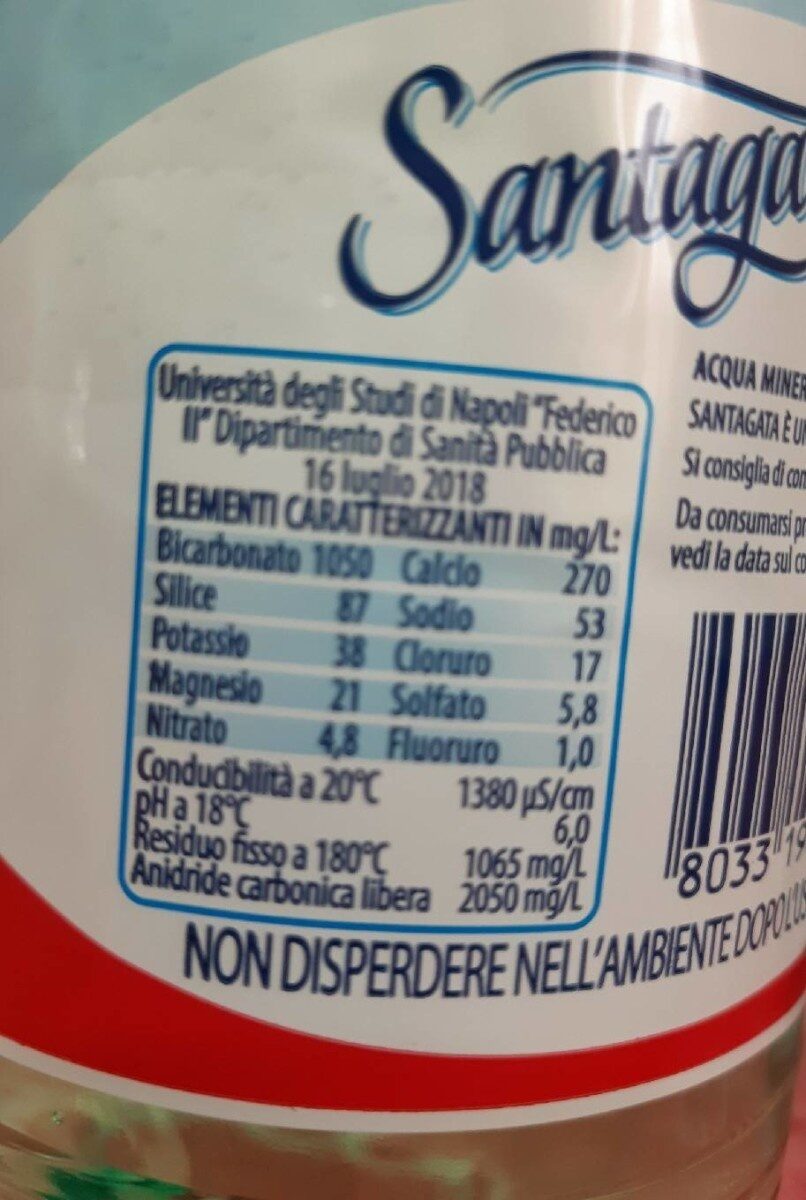 Santaga
Università degli Studi di Napoli "Federico
II" Dipartimento di Sanità Pubblica
16 luglio 2018
ELEMENTI CARATTERIZZANTI IN mg/L:
Bicarbonato 1050 Calcio 270
Silice 87 Sodio 53
Potassio 38 Cloruro 17
Magnesio 21 Solfato 5,8
Nitrato 4,8 Fluoruro 1,0
Conducibilità a 20°C 1380 µS/cm
pH a 18°C 6,0
Residuo fisso a 180°C 1065 mg/L
Anidride carbonica libera 2050 mg/L
ACQUA MINER
SANTAGATA È UN
Si consiglia di con
Da consumarsi pr
vedi la data sul co
8033 19
NON DISPERDERE NELL'AMBIENTE DOPO L'US